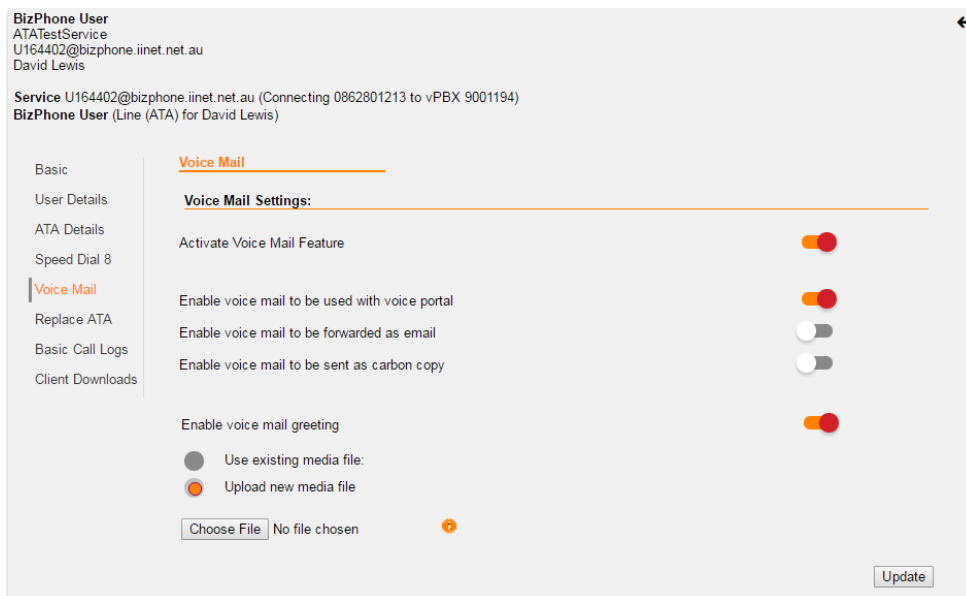 BizPhone User
ATATestService
U164402@bizphone.iinet.net.au
David Lewis
Service U164402@bizphone.iinet.net.au (Connecting 0862801213 to vPBX 9001194)
BizPhone User (Line (ATA) for David Lewis)
Basic
User Details
ATA Details
Speed Dial 8
Voice Mail
Replace ATA
Basic Call Logs
Client Downloads
Voice Mail
Voice Mail Settings:
Activate Voice Mail Feature
Enable voice mail to be used with voice portal
Enable voice mail to be forwarded as email
Enable voice mail to be sent as carbon copy
Enable voice mail greeting
Use existing media file:
Upload new media file
Choose File No file chosen
Update